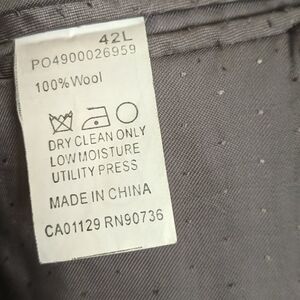 42L
PO4900026959
100%Wool
DRY CLEAN ONLY
LOW MOISTURE
UTILITY PRESS
MADE IN CHINA
CA01129 RN90736